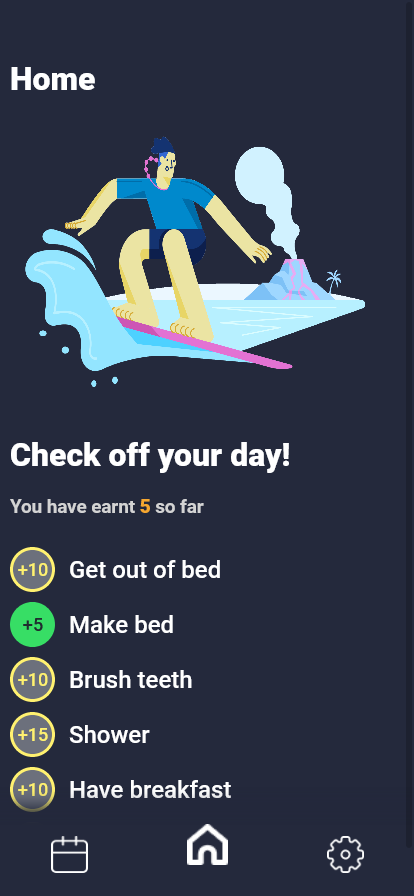 Home
Check off your day!
You have earnt 5 so far
+10 Get out of bed
+5 Make bed
+10 Brush teeth
+15 Shower
+10 Have breakfast